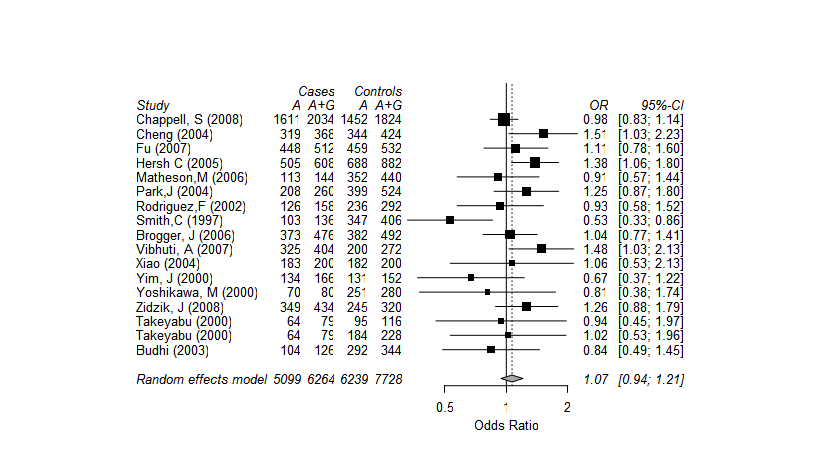 Cases Controls
Study A A+G A A+G OR 95%-CI
Chappell, S (2008) 1611 2034 1452 1824 0.98 [0.83; 1.14]
Cheng (2004) 319 368 344 424 1.51 [1.03; 2.23]
Fu (2007) 448 512 459 532 1.11 [0.78; 1.60]
Hersh C (2005) 505 608 688 882 1.38 [1.06; 1.80]
Matheson,M (2006) 113 144 352 440 0.91 [0.57; 1.44]
Park,J (2004) 208 260 399 524 1.25 [0.87; 1.80]
Rodriguez,F (2002) 126 158 236 292 0.93 [0.58; 1.52]
Smith,C (1997) 103 136 347 406 0.53 [0.33; 0.86]
Brogger, J (2006) 373 476 382 492 1.04 [0.77; 1.41]
Vibhuti, A (2007) 325 404 200 272 1.48 [1.03; 2.13]
Xiao (2004) 183 200 182 200 1.06 [0.53; 2.13]
Yim, J (2000) 134 166 131 152 0.67 [0.37; 1.22]
Yoshikawa, M (2000) 70 80 251 280 0.81 [0.38; 1.74]
Zidzik, J (2008) 349 434 245 320 1.26 [0.88; 1.79]
Takeyabu (2000) 64 79 95 116 0.94 [0.45; 1.97]
Takeyabu (2000) 64 79 184 228 1.02 [0.53; 1.96]
Budhi (2003) 104 126 292 344 0.84 [0.49; 1.45]
Random effects model 5099 6264 6239 7728 1.07 [0.94; 1.21]
0.5 1 2
Odds Ratio